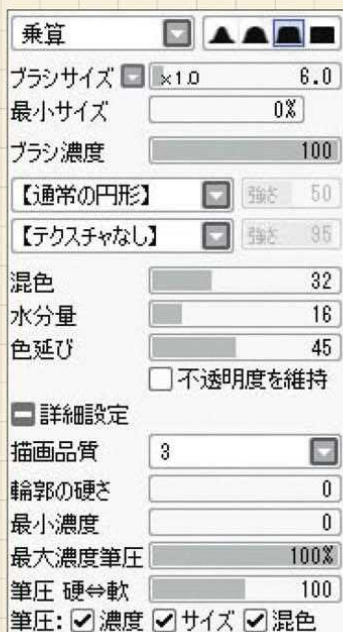 乗算
ブラシサイズ ×1.0 6.0
最小サイズ 0%
ブラシ濃度 100
【通常の円形】 強さ 50
【テクスチャなし】 強さ 95
混色 32
水分量 16
色延び 45
不透明度を維持
詳細設定
描画品質 3
輪郭の硬さ 0
最小濃度 0
最大濃度筆圧 100%
筆圧 硬⇔軟 100
筆圧: 濃度 サイズ 混色